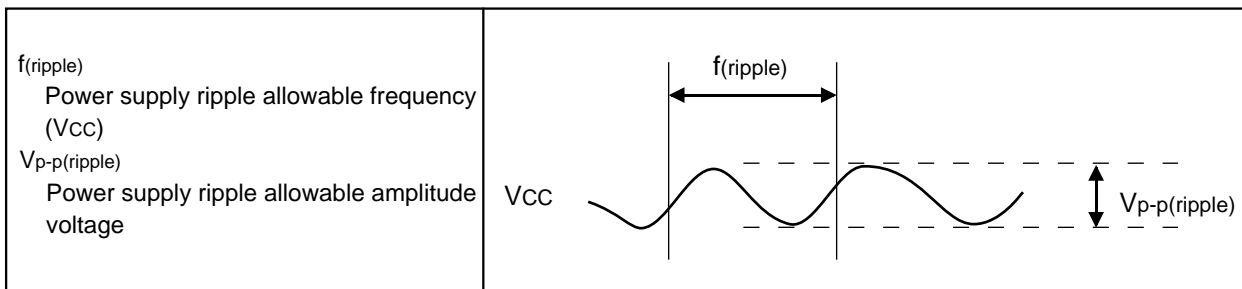 f(ripple)
Power supply ripple allowable frequency
(VCC)
Vp-p(ripple)
Power supply ripple allowable amplitude
voltage
f(ripple)
VCC
Vp-p(ripple)